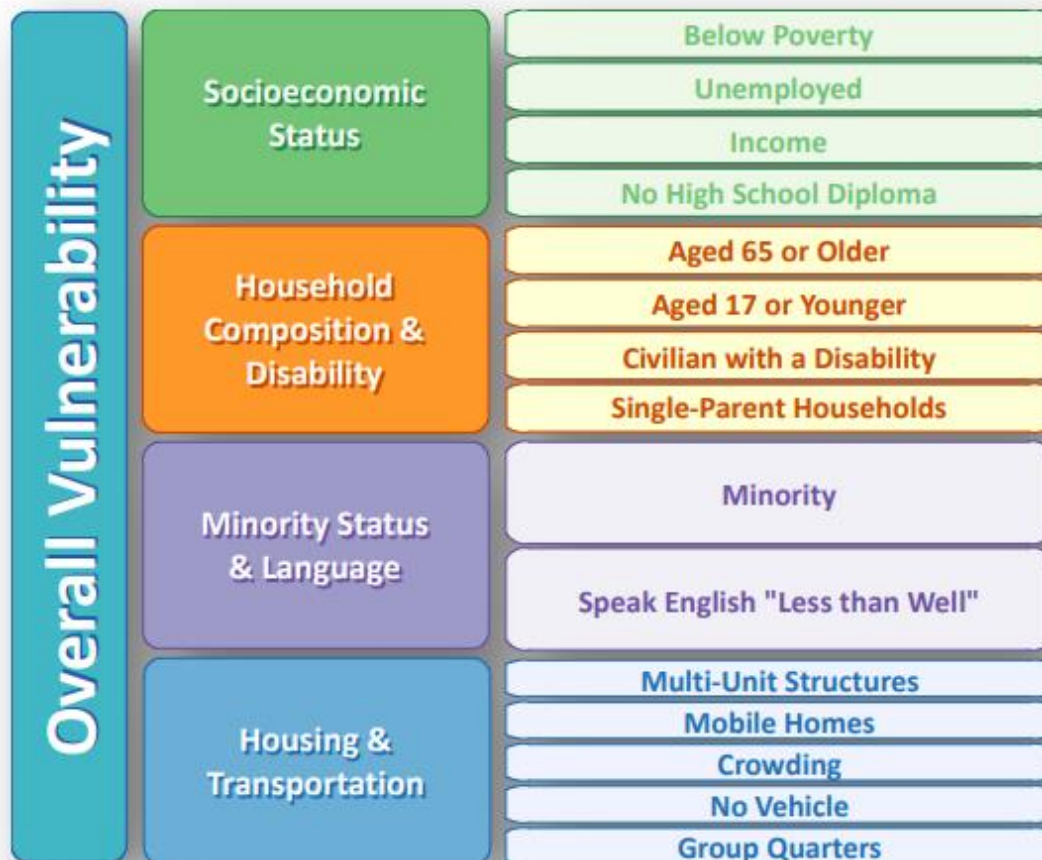 Overall Vulnerability
Socioeconomic
Status
Below Poverty
Unemployed
Income
No High School Diploma
Household
Composition &
Disability
Aged 65 or Older
Aged 17 or Younger
Civilian with a Disability
Single-Parent Households
Minority Status
& Language
Minority
Speak English "Less than Well"
Housing &
Transportation
Multi-Unit Structures
Mobile Homes
Crowding
No Vehicle
Group Quarters